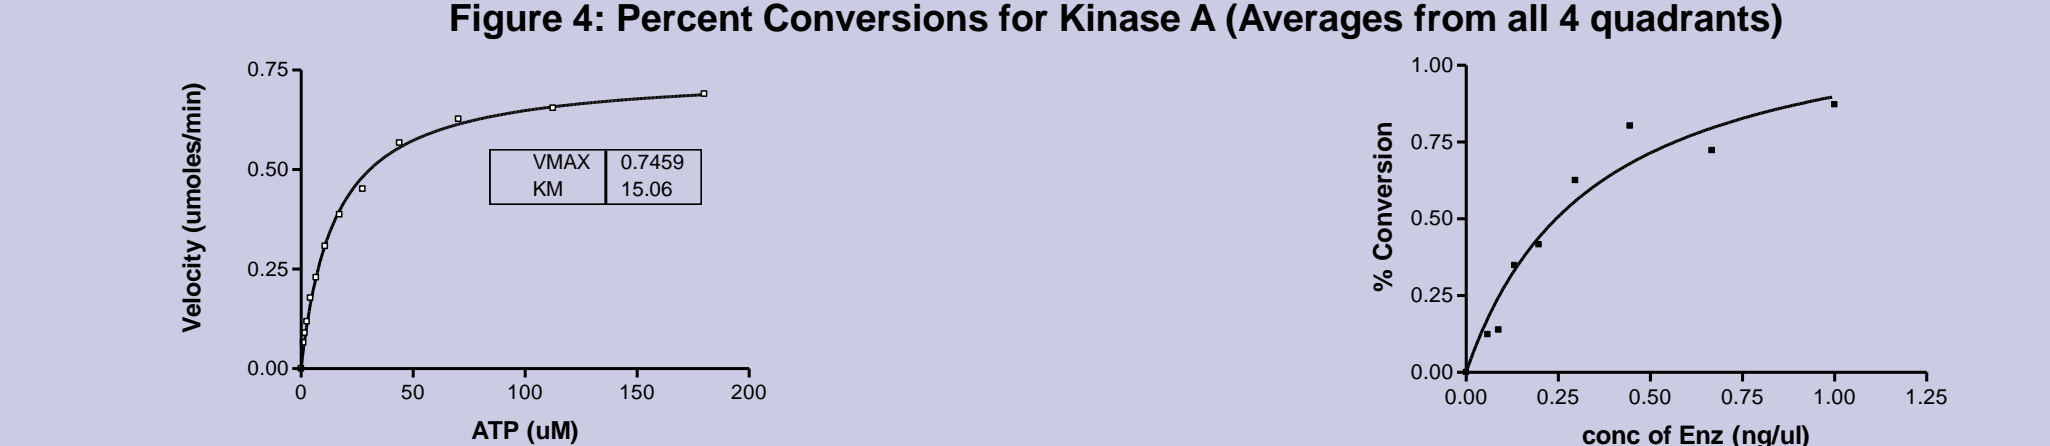 Figure 4: Percent Conversions for Kinase A (Averages from all 4 quadrants)
Velocity (umoles/min)
0.75
0.50
0.25
0.00
VMAX 0.7459
KM 15.06
0 50 100 150 200
ATP (uM)
% Conversion
1.00
0.75
0.50
0.25
0.00
0.00 0.25 0.50 0.75 1.00 1.25
conc of Enz (ng/ul)